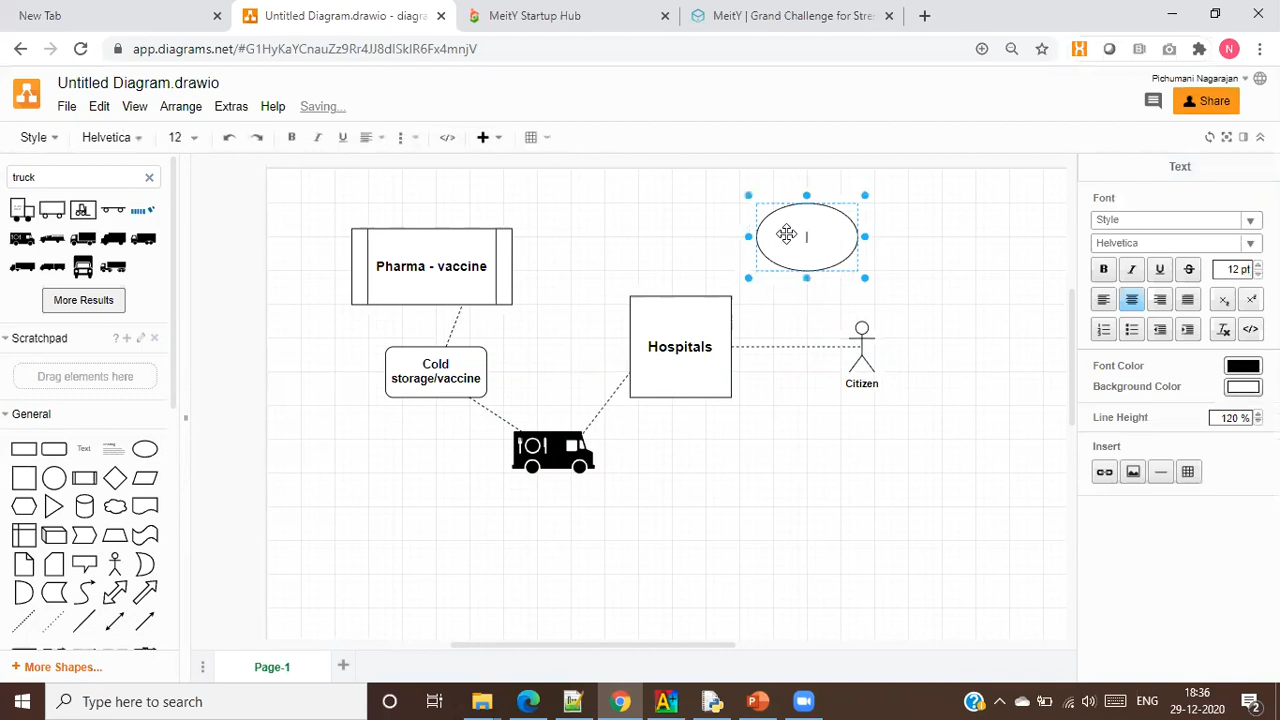 New Tab
Untitled Diagram.drawio - diagra
MeitY Startup Hub
MeitY | Grand Challenge for Stre
app.diagrams.net/#G1HyKaYCnauZz9Rr4JJ8dlSklR6Fx4mnjV
N
Untitled Diagram.drawio
Pichumani Nagarajan
File Edit View Arrange Extras Help Saving...
Share
Style Helvetica 12
B I U
truck
More Results
Scratchpad
Drag elements here
General
Text
More Shapes...
Pharma - vaccine
Cold
storage/vaccine
Hospitals
Citizen
Page-1
Text
Font
Style
Helvetica
B I U S 12 pt
Font Color
Background Color
Line Height 120 %
Insert
Type here to search
ENG
18:36
29-12-2020
2